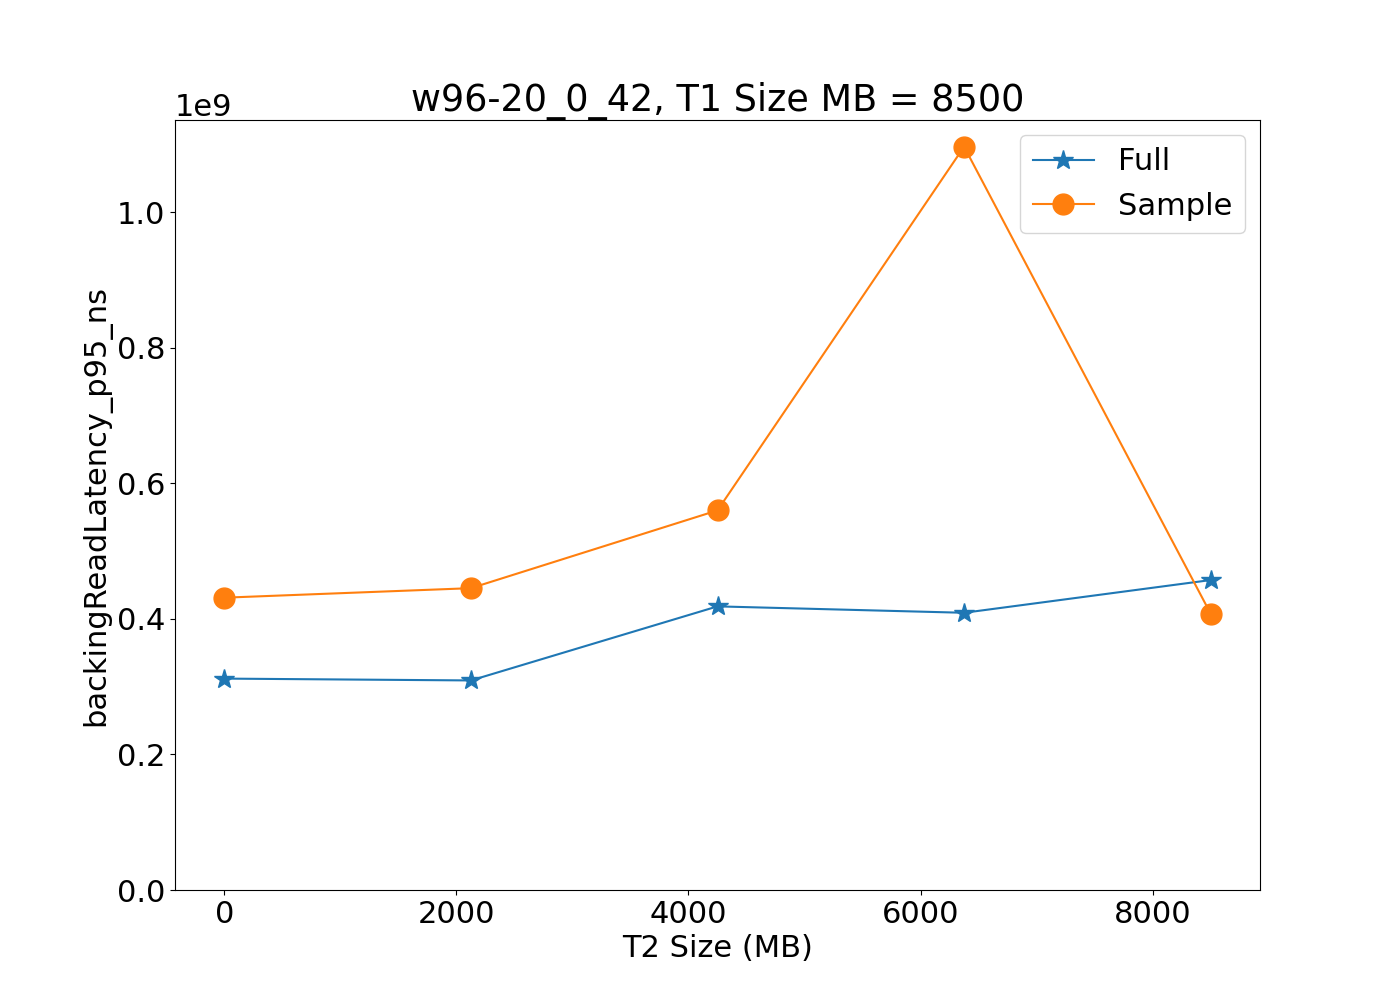 w96-20_0_42, T1 Size MB = 8500
1e9
Full
Sample
1.0
0.8
0.6
0.4
0.2
0.0
backingReadLatency_p95_ns
0 2000 4000 6000 8000
T2 Size (MB)